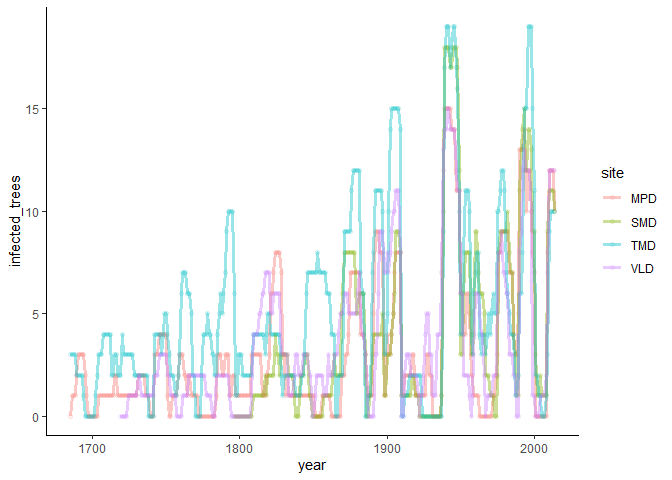 15
10
5
0
infected_trees
1700
1800
1900
2000
year
site
MPD
SMD
TMD
VLD